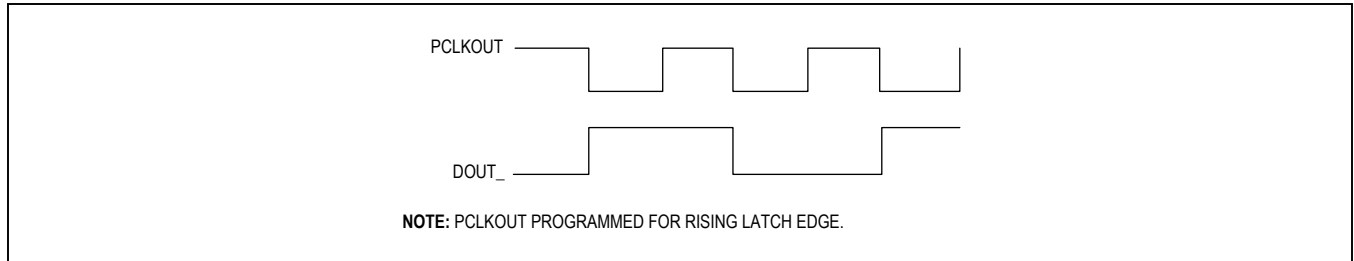 PCLKOUT
DOUT_
NOTE: PCLKOUT PROGRAMMED FOR RISING LATCH EDGE.